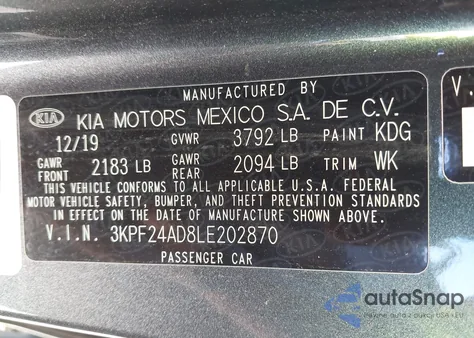 MANUFACTURED BY
KIA KIA MOTORS MEXICO S.A. DE C.V.
12/19 GVWR 3792 LB PAINT KDG
GAWR FRONT 2183 LB GAWR REAR 2094 LB TRIM WK
THIS VEHICLE CONFORMS TO ALL APPLICABLE U.S.A. FEDERAL
MOTOR VEHICLE SAFETY, BUMPER, AND THEFT PREVENTION STANDARDS
IN EFFECT ON THE DATE OF MANUFACTURE SHOWN ABOVE.
V.I.N. 3KPF24AD8LE202870
PASSENGER CAR
V.
autoSnap